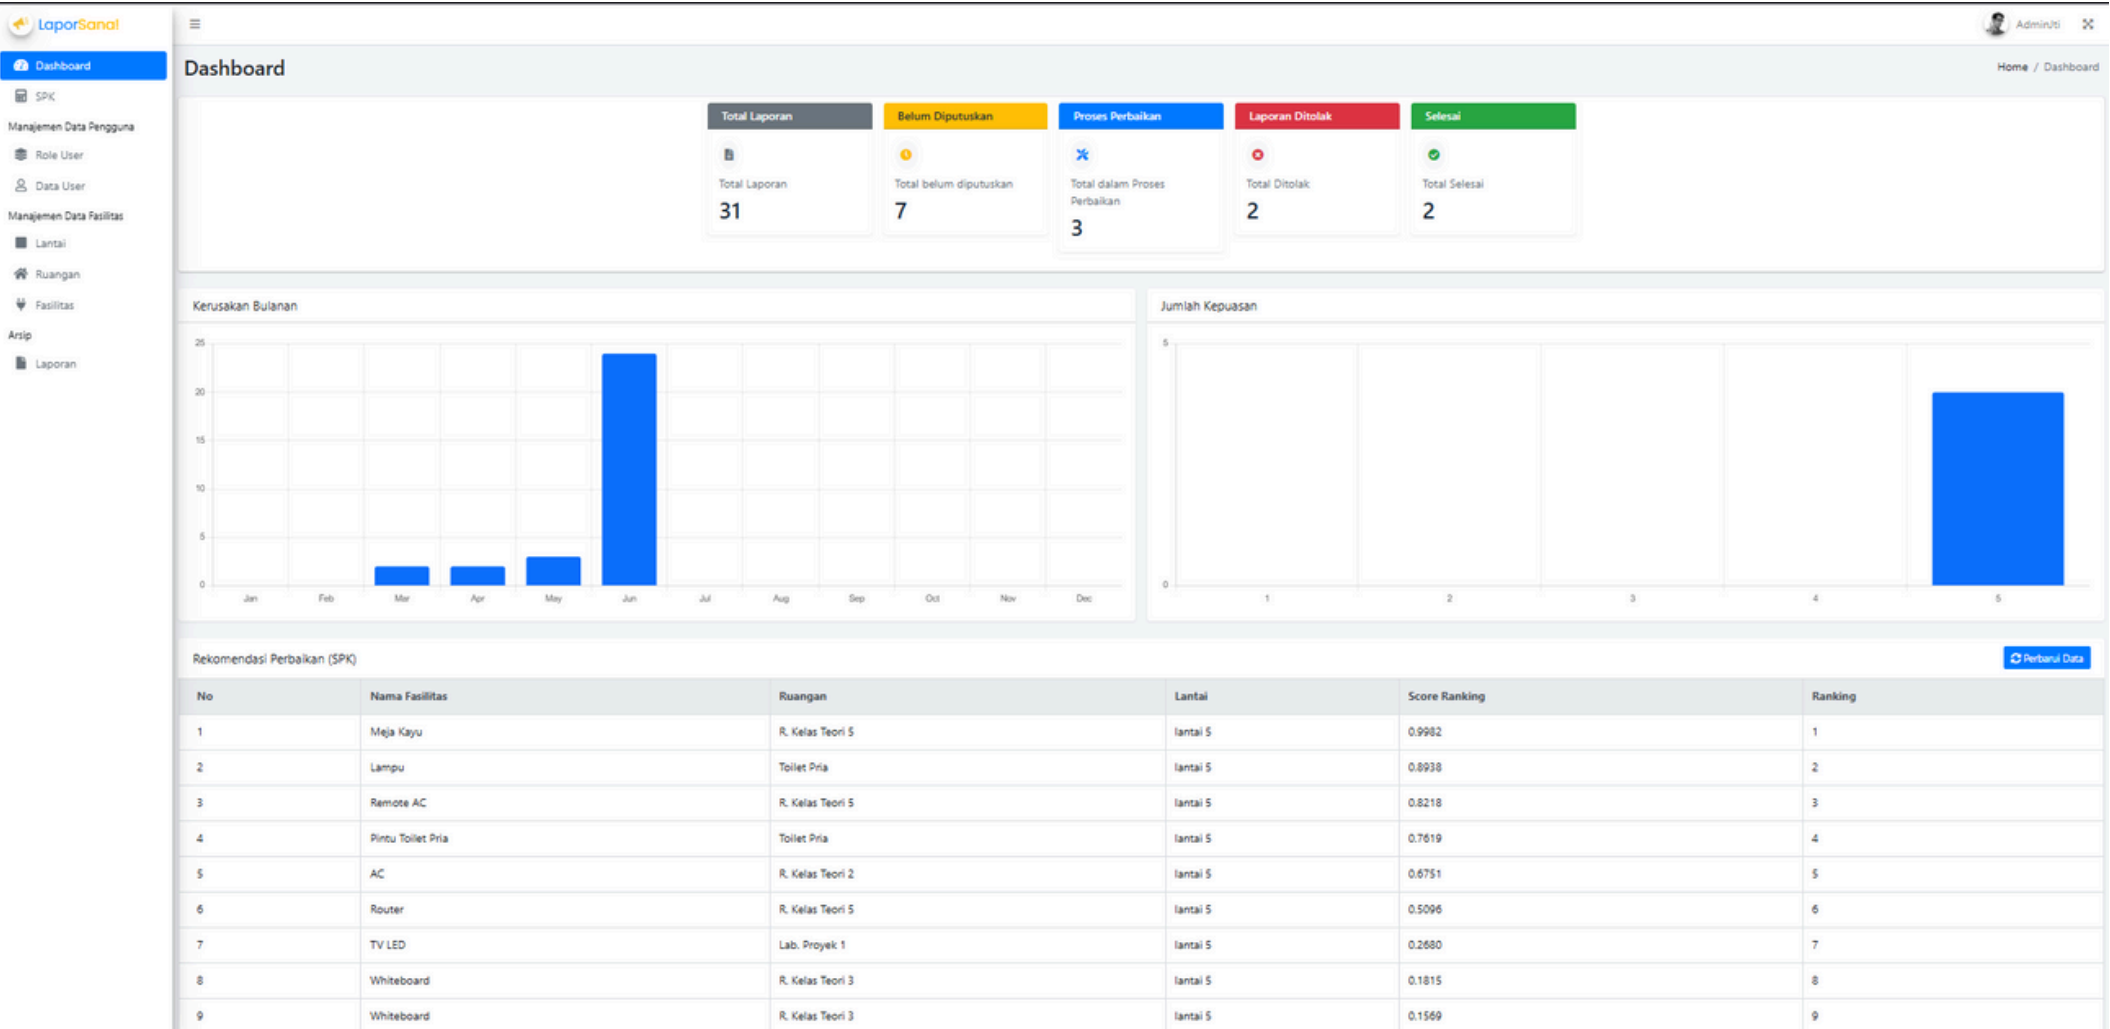 LaporSana!
AdminJti
Dashboard
SPK
Manajemen Data Pengguna
Role User
Data User
Manajemen Data Fasilitas
Lantai
Ruangan
Fasilitas
Arsip
Laporan
Dashboard
Home / Dashboard
Total Laporan
Total Laporan
31
Belum Diputuskan
Total belum diputuskan
7
Proses Perbaikan
Total dalam Proses
Perbaikan
3
Laporan Ditolak
Total Ditolak
2
Selesai
Total Selesai
2
Kerusakan Bulanan
25
20
15
10
5
0
Jan Feb Mar Apr May Jun Jul Aug Sep Oct Nov Dec
Jumlah Kepuasan
5
0
1 2 3 4 5
Rekomendasi Perbaikan (SPK)
Perbarui Data
No Nama Fasilitas Ruangan Lantai Score Ranking Ranking
1 Meja Kayu R. Kelas Teori 5 lantai 5 0.9982 1
2 Lampu Toilet Pria lantai 5 0.8938 2
3 Remote AC R. Kelas Teori 5 lantai 5 0.8218 3
4 Pintu Toilet Pria Toilet Pria lantai 5 0.7619 4
5 AC R. Kelas Teori 2 lantai 5 0.6751 5
6 Router R. Kelas Teori 5 lantai 5 0.5096 6
7 TV LED Lab. Proyek 1 lantai 5 0.2680 7
8 Whiteboard R. Kelas Teori 3 lantai 5 0.1815 8
9 Whiteboard R. Kelas Teori 3 lantai 5 0.1569 9